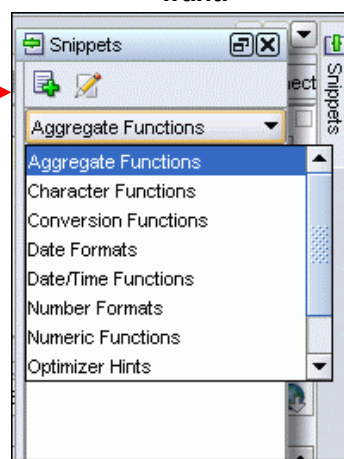 Snippets
ect
Snippets
Aggregate Functions
Aggregate Functions
Character Functions
Conversion Functions
Date Formats
Date/Time Functions
Number Formats
Numeric Functions
Optimizer Hints